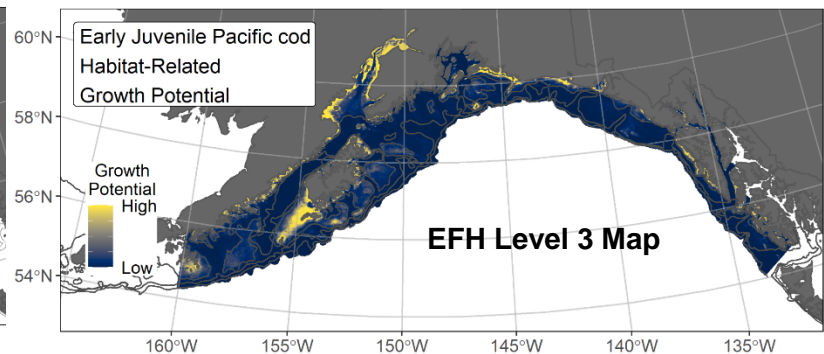 60°N
58°N
56°N
54°N
Early Juvenile Pacific cod
Habitat-Related
Growth Potential
Growth
Potential
High
Low
EFH Level 3 Map
160°W 155°W 150°W 145°W 140°W 135°W